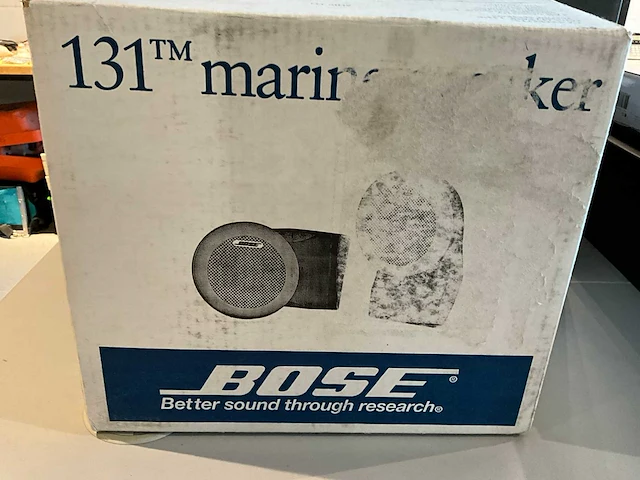 131™ marin ker
BOSE®
Better sound through research®